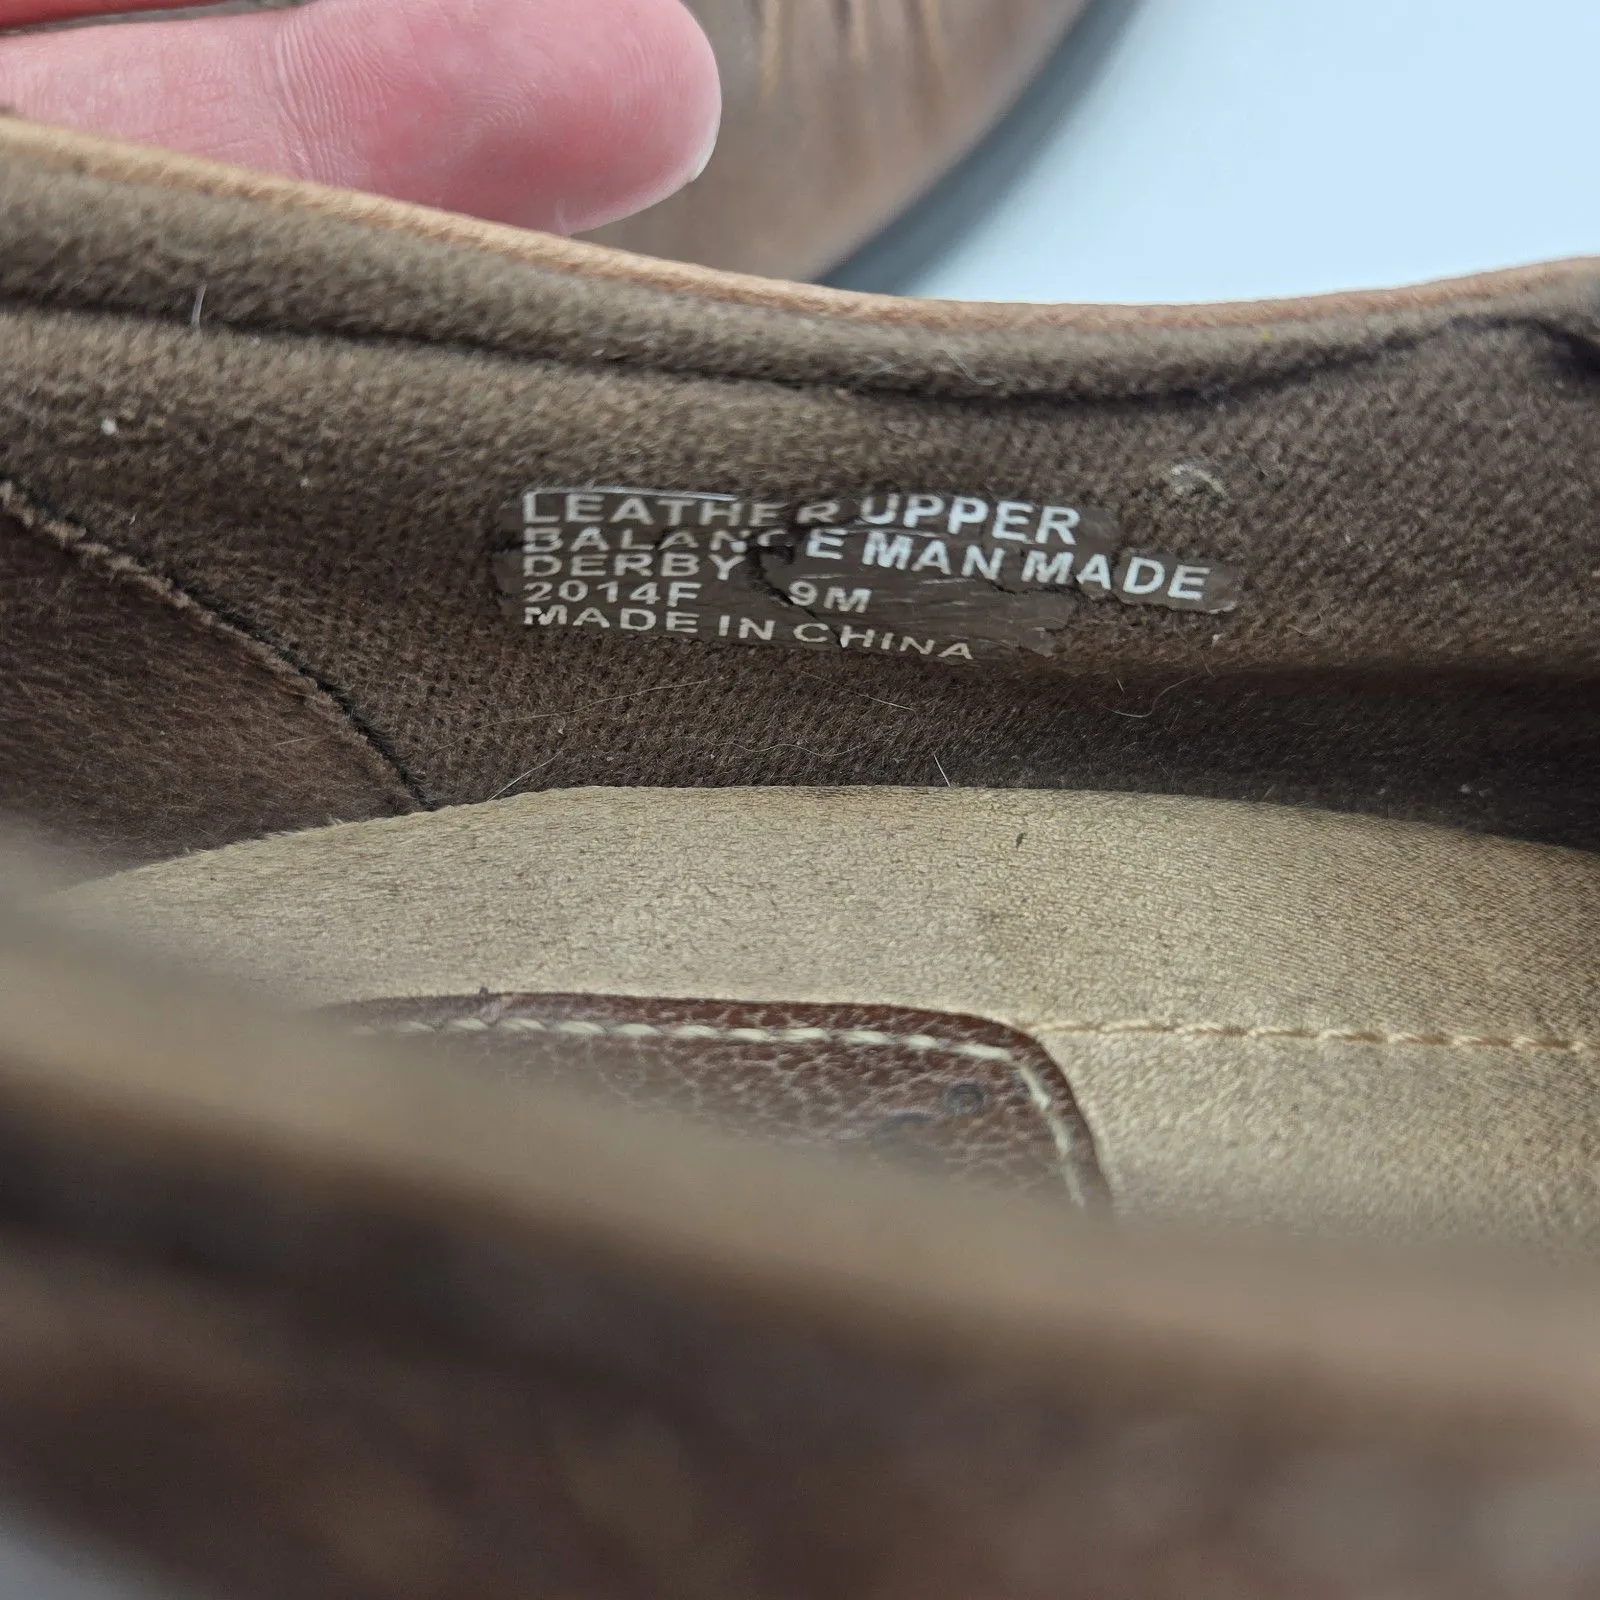 LEATHER UPPER
BALANCE MAN MADE
DERBY
2014F 9M
MADE IN CHINA